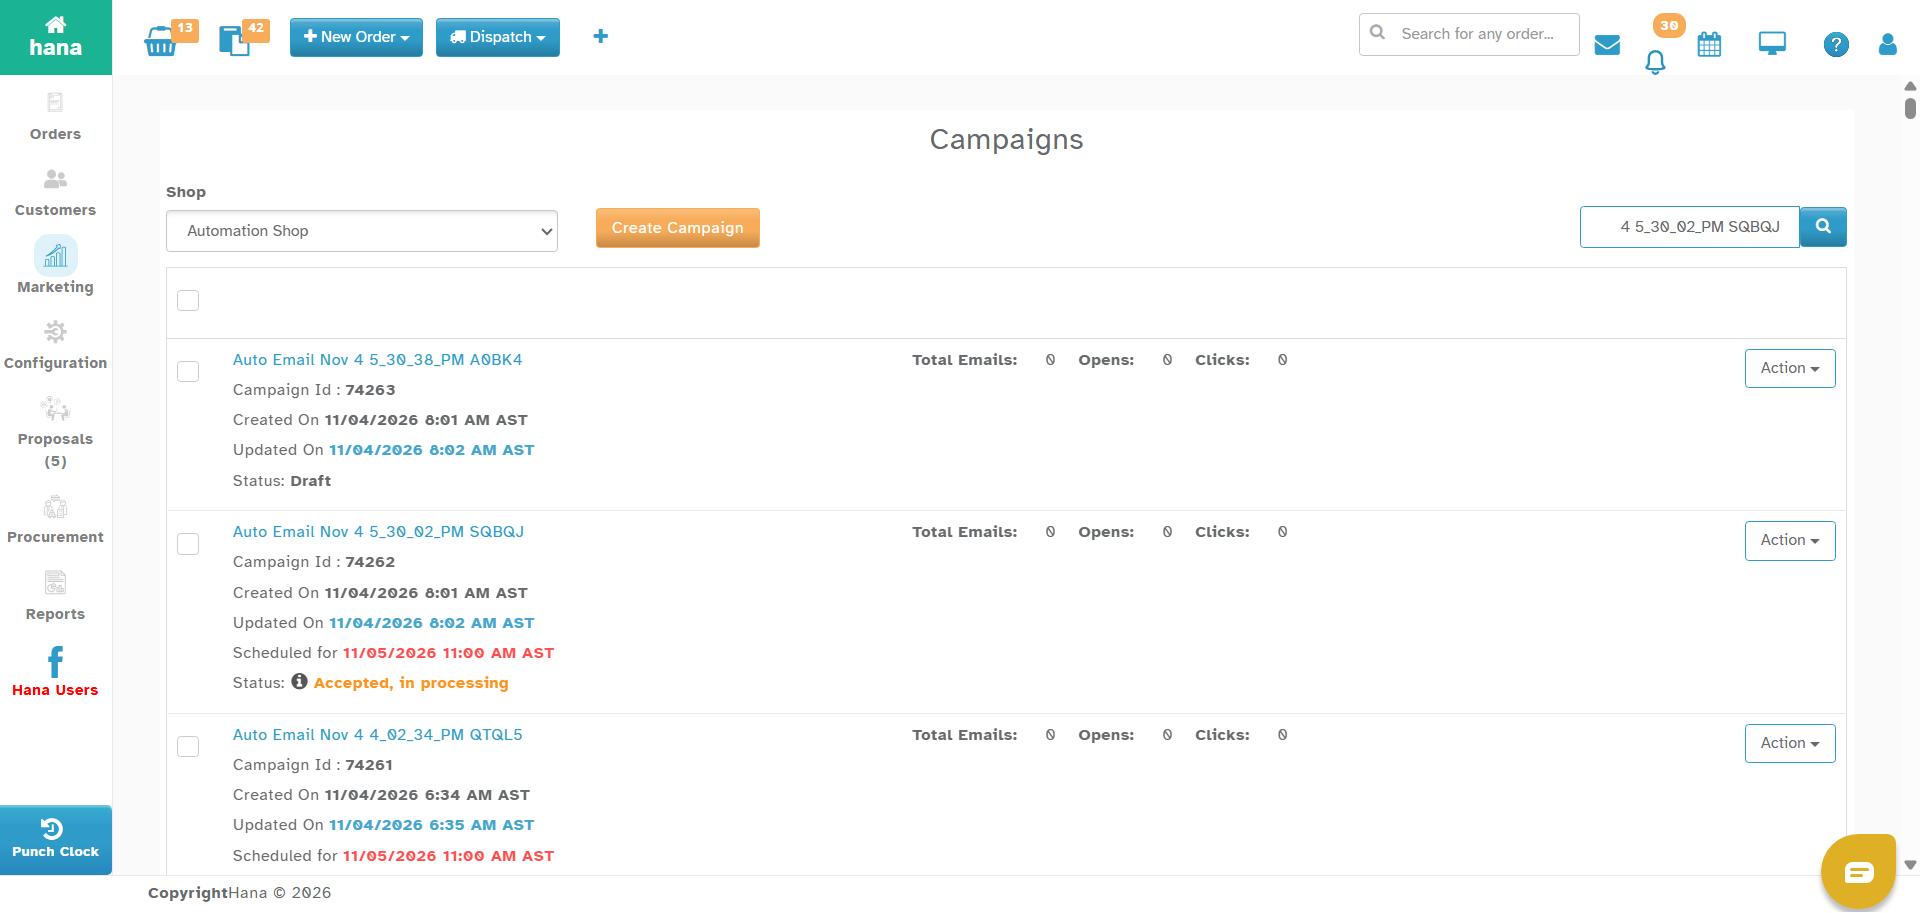 hana
13
42
New Order
Dispatch
Search for any order...
30
?
Orders
Customers
Marketing
Configuration
Proposals
(5)
Procurement
Reports
Hana Users
Punch Clock
Campaigns
Shop
Automation Shop
Create Campaign
4 5_30_02_PM SQBQJ
Auto Email Nov 4 5_30_38_PM A0BK4
Total Emails: 0 Opens: 0 Clicks: 0
Action
Campaign Id : 74263
Created On 11/04/2026 8:01 AM AST
Updated On 11/04/2026 8:02 AM AST
Status: Draft
Auto Email Nov 4 5_30_02_PM SQBQJ
Total Emails: 0 Opens: 0 Clicks: 0
Action
Campaign Id : 74262
Created On 11/04/2026 8:01 AM AST
Updated On 11/04/2026 8:02 AM AST
Scheduled for 11/05/2026 11:00 AM AST
Status: Accepted, in processing
Auto Email Nov 4 4_02_34_PM QTQL5
Total Emails: 0 Opens: 0 Clicks: 0
Action
Campaign Id : 74261
Created On 11/04/2026 6:34 AM AST
Updated On 11/04/2026 6:35 AM AST
Scheduled for 11/05/2026 11:00 AM AST
CopyrightHana © 2026